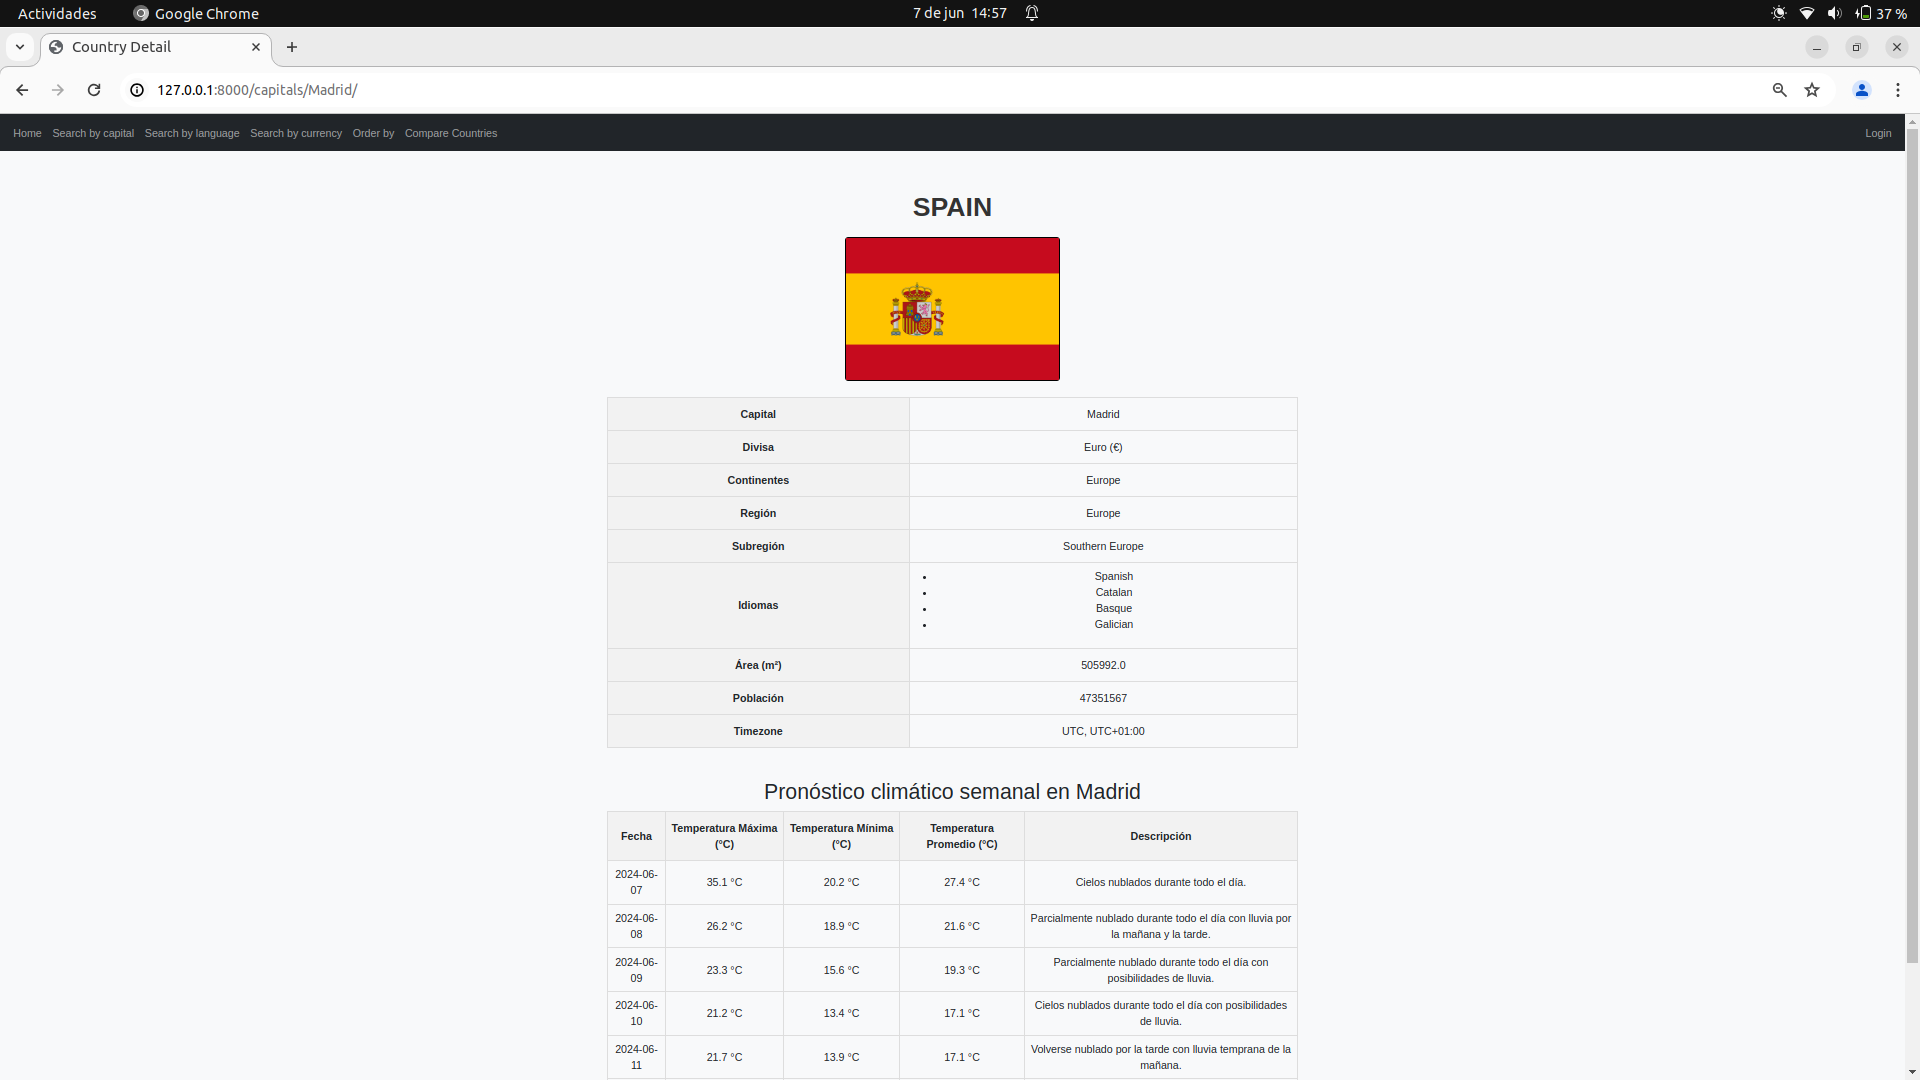 Actividades
Google Chrome
7 de jun 14:57
37 %
Country Detail
127.0.0.1:8000/capitals/Madrid/
Home Search by capital Search by language Search by currency Order by Compare Countries Login
SPAIN
Capital Madrid
Divisa Euro (€)
Continentes Europe
Región Europe
Subregión Southern Europe
Idiomas
• Spanish
• Catalan
• Basque
• Galician
Área (m²) 505992.0
Población 47351567
Timezone UTC, UTC+01:00
Pronóstico climático semanal en Madrid
Fecha
Temperatura Máxima
(°C)
Temperatura Mínima
(°C)
Temperatura
Promedio (°C)
Descripción
2024-06-
07
35.1 °C
20.2 °C
27.4 °C
Cielos nublados durante todo el día.
2024-06-
08
26.2 °C
18.9 °C
21.6 °C
Parcialmente nublado durante todo el día con lluvia por
la mañana y la tarde.
2024-06-
09
23.3 °C
15.6 °C
19.3 °C
Parcialmente nublado durante todo el día con
posibilidades de lluvia.
2024-06-
10
21.2 °C
13.4 °C
17.1 °C
Cielos nublados durante todo el día con posibilidades
de lluvia.
2024-06-
11
21.7 °C
13.9 °C
17.1 °C
Volverse nublado por la tarde con lluvia temprana de la
mañana.